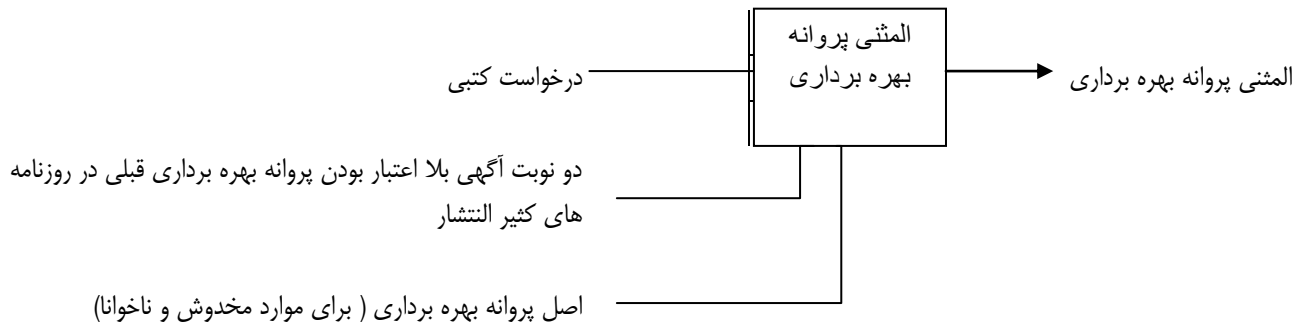 المثنی پروانه
بهره برداری
المثنی پروانه بهره برداری
درخواست کتبی
دو نوبت آگهی بلا اعتبار بودن پروانه بهره برداری قبلی در روزنامه
های کثیر النتشار
اصل پروانه بهره برداری ( برای موارد مخدوش و ناخوانا)